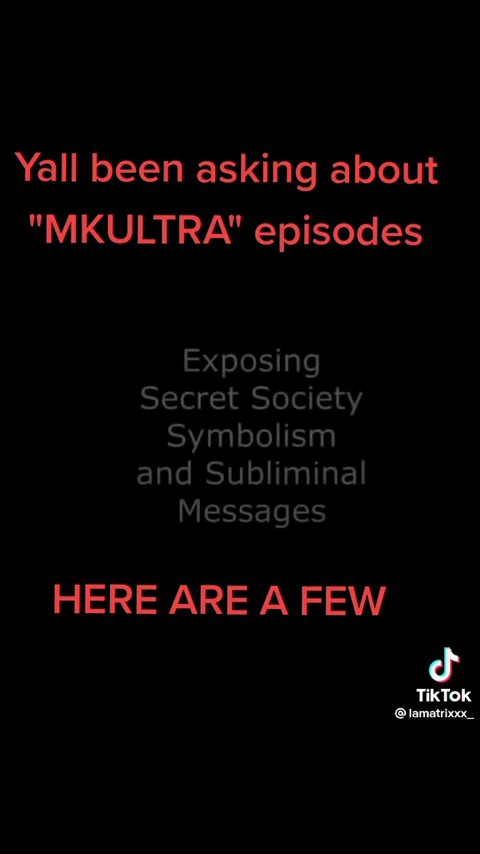 Yall been asking about
"MKULTRA" episodes
Exposing
Secret Society
Symbolism
and Subliminal
Messages
HERE ARE A FEW
TikTok
@lamatrixxx_